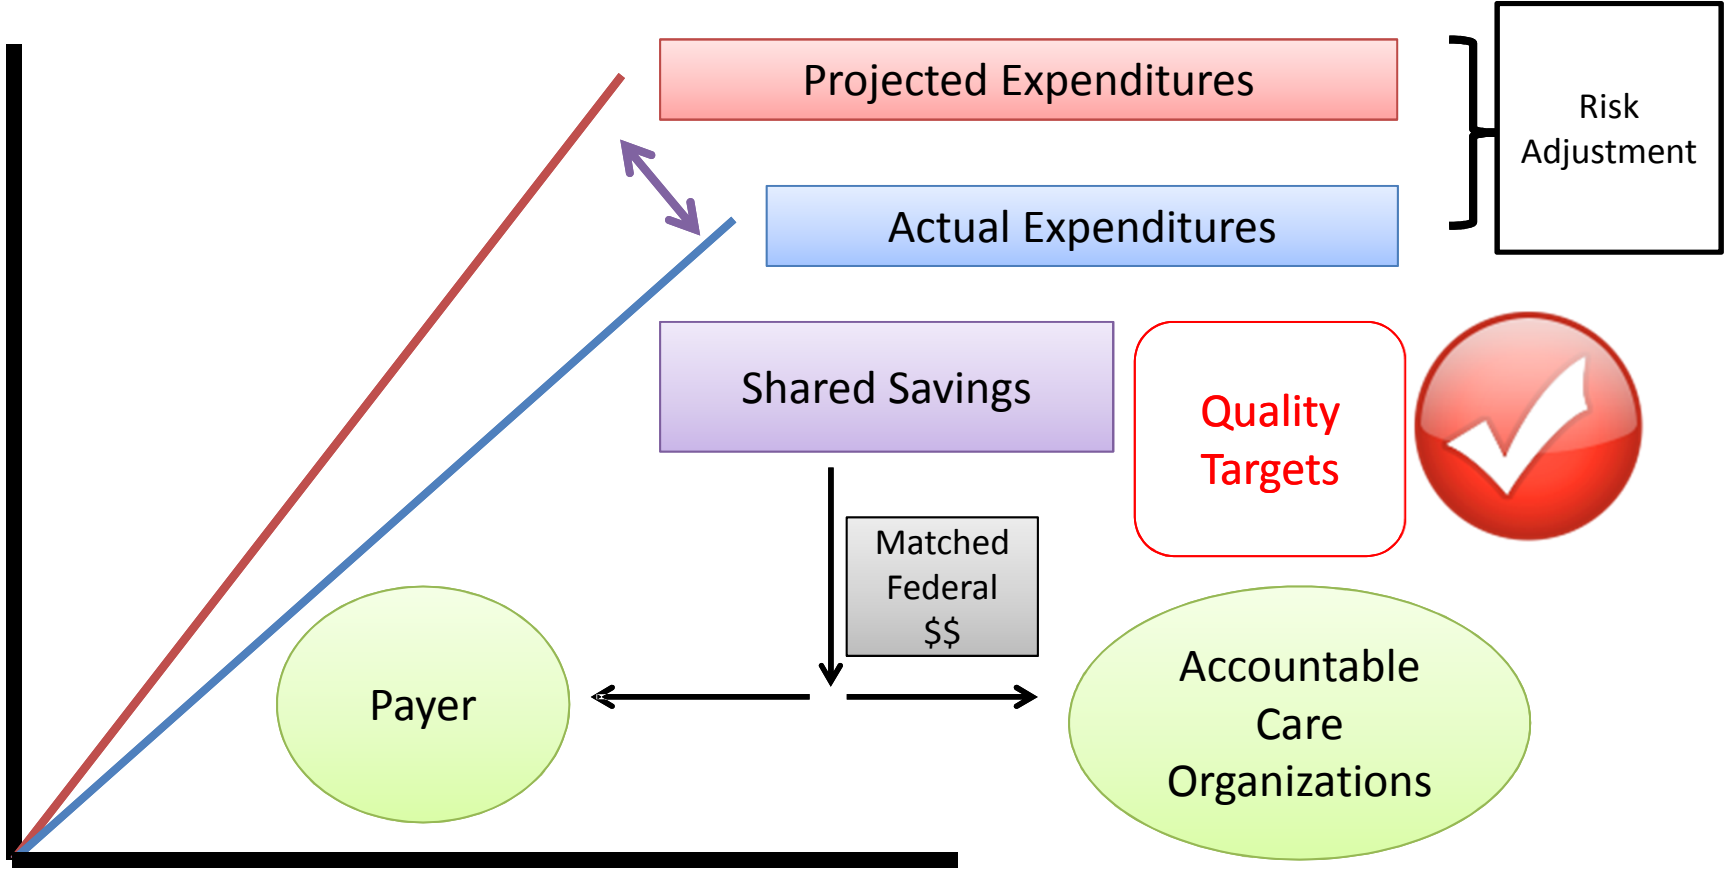 Projected Expenditures
Risk
Adjustment
Actual Expenditures
Shared Savings
Quality
Targets
Matched
Federal
$$
Payer
Accountable
Care
Organizations